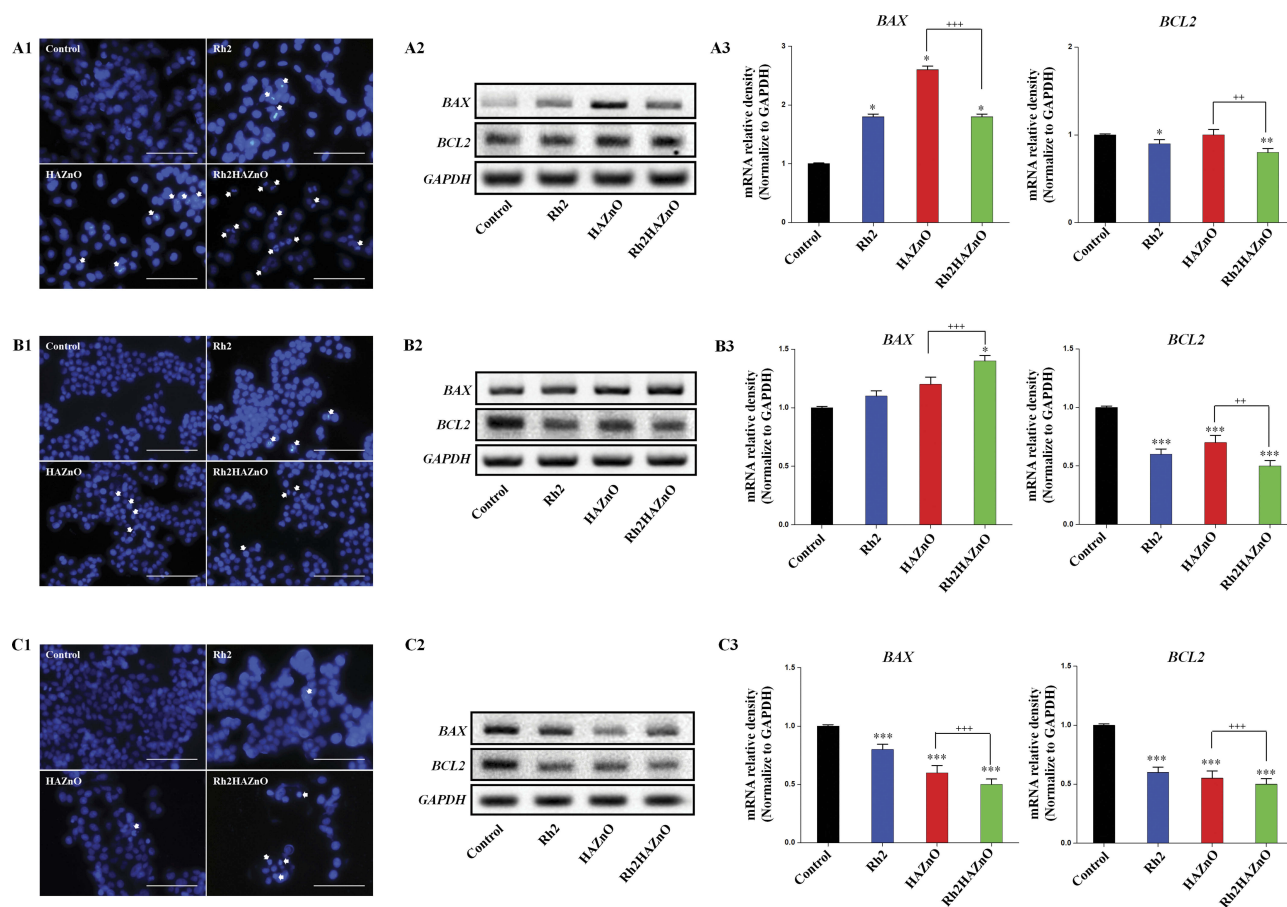 A1
Control
Rh2
HAZnO
Rh2HAZnO
A2
BAX
BCL2
GAPDH
Control
Rh2
HAZnO
Rh2HAZnO
A3
BAX
mRNA relative density
(Normalize to GAPDH)
3
2
1
0
*
*
+++
*
Control
Rh2
HAZnO
Rh2HAZnO
BCL2
mRNA relative density
(Normalize to GAPDH)
2
1
0
*
++
**
Control
Rh2
HAZnO
Rh2HAZnO
B1
Control
Rh2
HAZnO
Rh2HAZnO
B2
BAX
BCL2
GAPDH
Control
Rh2
HAZnO
Rh2HAZnO
B3
BAX
mRNA relative density
(Normalize to GAPDH)
1.5
1.0
0.5
0.0
+++
*
Control
Rh2
HAZnO
Rh2HAZnO
BCL2
mRNA relative density
(Normalize to GAPDH)
1.5
1.0
0.5
0.0
***
***
++
***
Control
Rh2
HAZnO
Rh2HAZnO
C1
Control
Rh2
HAZnO
Rh2HAZnO
C2
BAX
BCL2
GAPDH
Control
Rh2
HAZnO
Rh2HAZnO
C3
BAX
mRNA relative density
(Normalize to GAPDH)
1.5
1.0
0.5
0.0
***
***
+++
***
Control
Rh2
HAZnO
Rh2HAZnO
BCL2
mRNA relative density
(Normalize to GAPDH)
1.5
1.0
0.5
0.0
***
***
+++
***
Control
Rh2
HAZnO
Rh2HAZnO